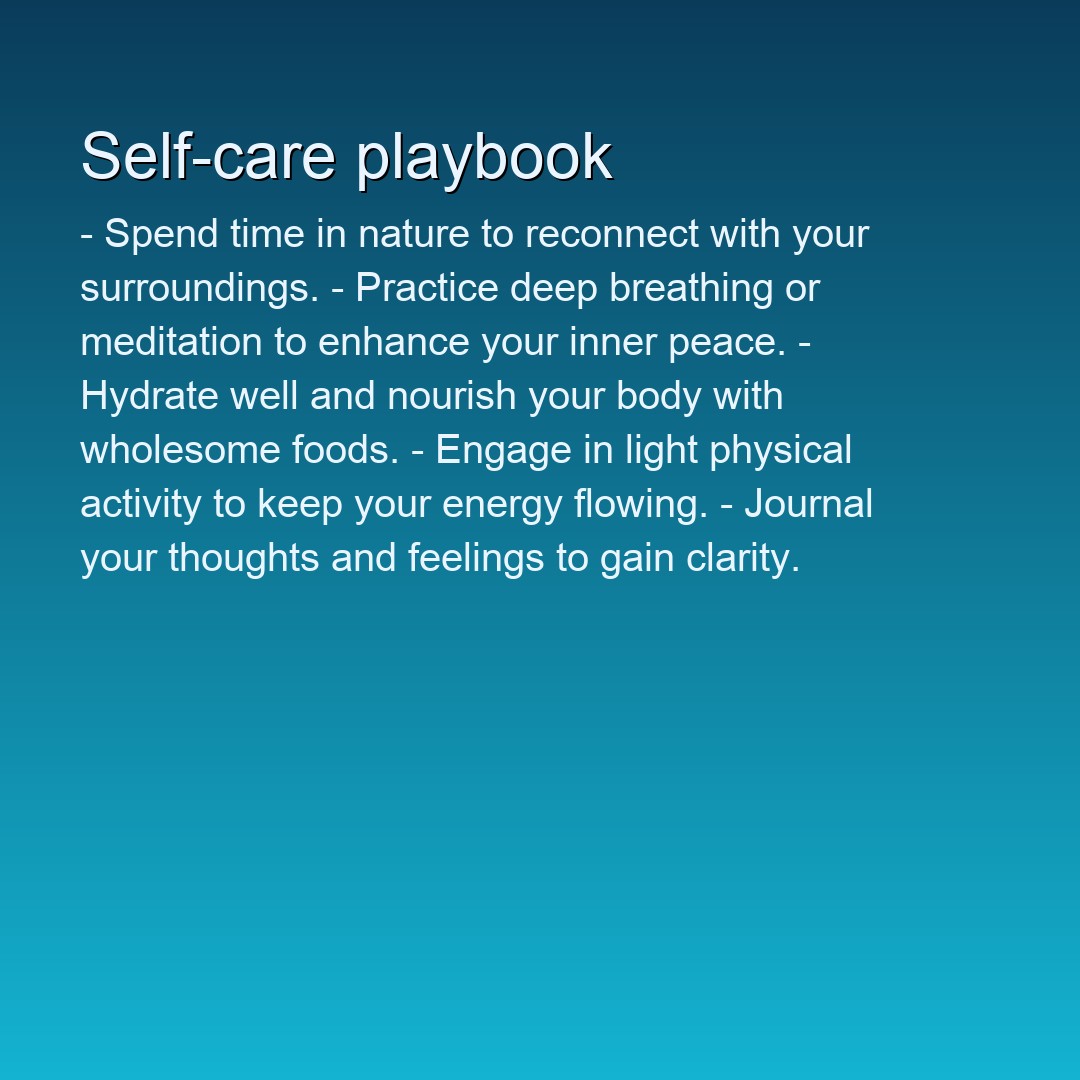 Self-care playbook
- Spend time in nature to reconnect with your
surroundings. - Practice deep breathing or
meditation to enhance your inner peace. -
Hydrate well and nourish your body with
wholesome foods. - Engage in light physical
activity to keep your energy flowing. - Journal
your thoughts and feelings to gain clarity.